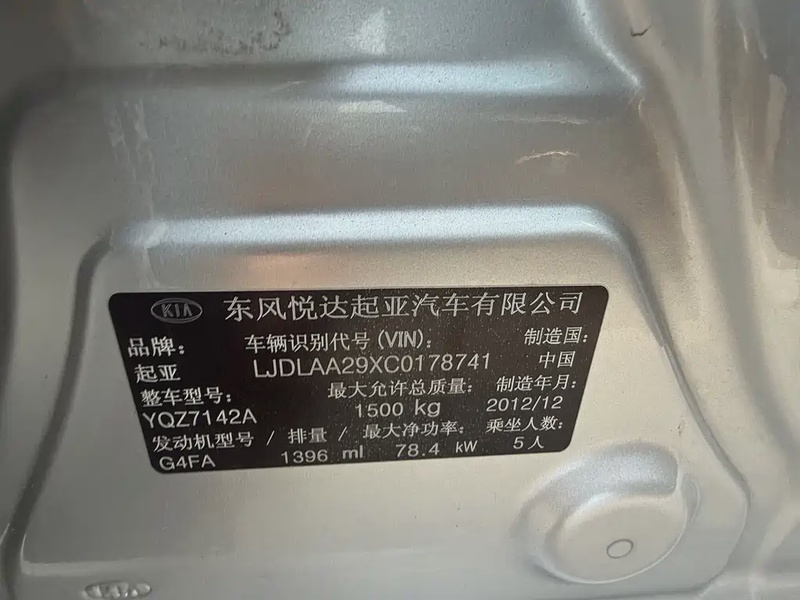 KIA 东风悦达起亚汽车有限公司
品牌: 车辆识别代号(VIN): 制造国:
起亚 LJDLAA29XC0178741 中国
整车型号: 最大允许总质量: 制造年月:
YQZ7142A 1500 kg 2012/12
发动机型号 / 排量 / 最大净功率: 乘坐人数:
G4FA 1396 ml 78.4 kW 5人
KIA